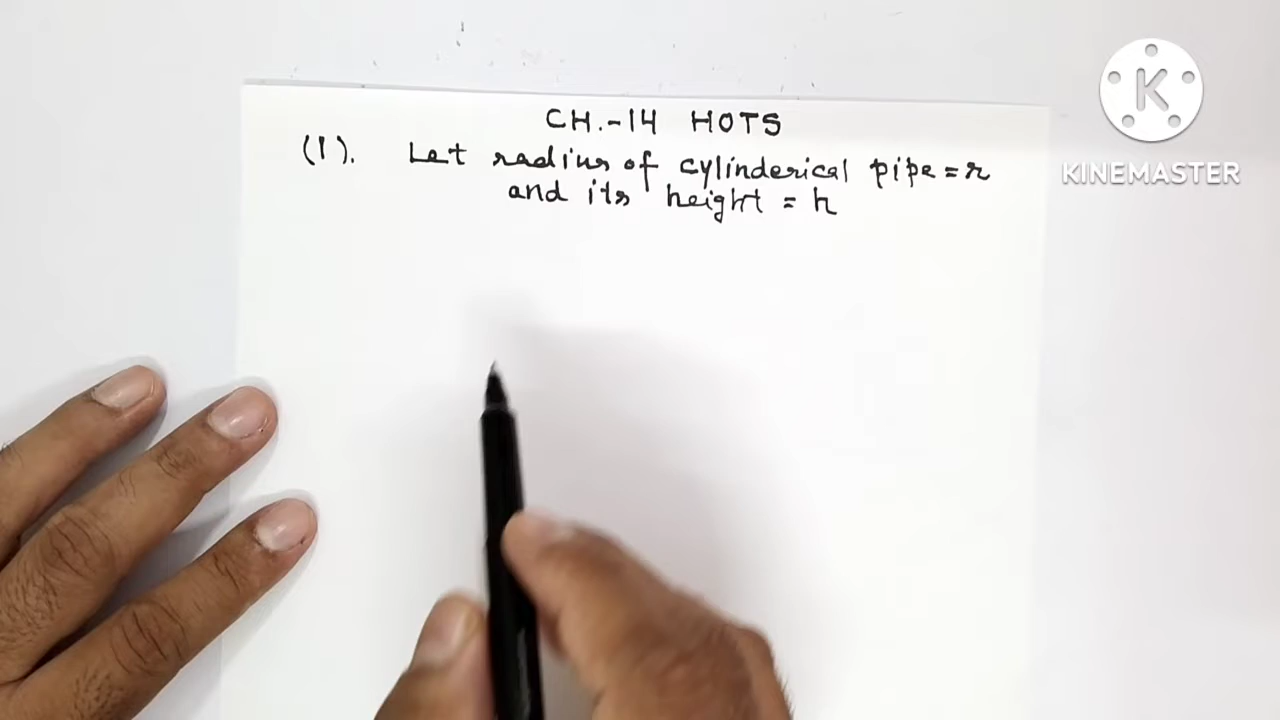 CH.-14 HOTS
(1). Let radius of cylinderical pipe = r
and its height = h
K
KINEMASTER